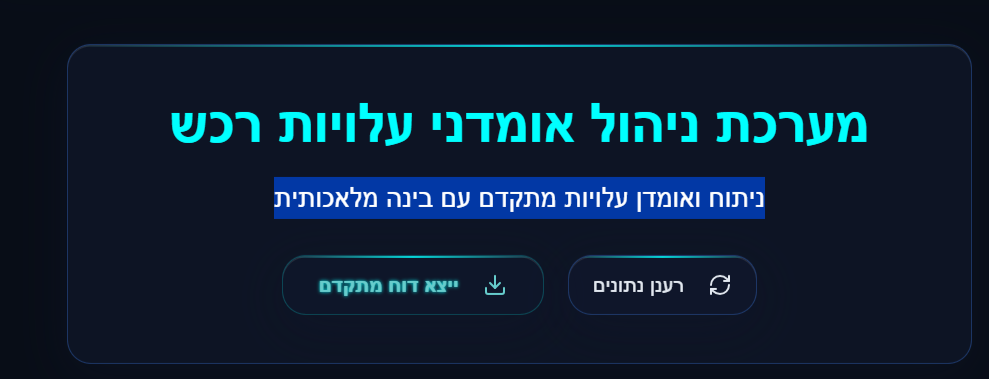 מערכת ניהול אומדני עלויות רכש
ניתוח ואומדן עלויות מתקדם עם בינה מלאכותית
רענן נתונים
ייצא דוח מתקדם